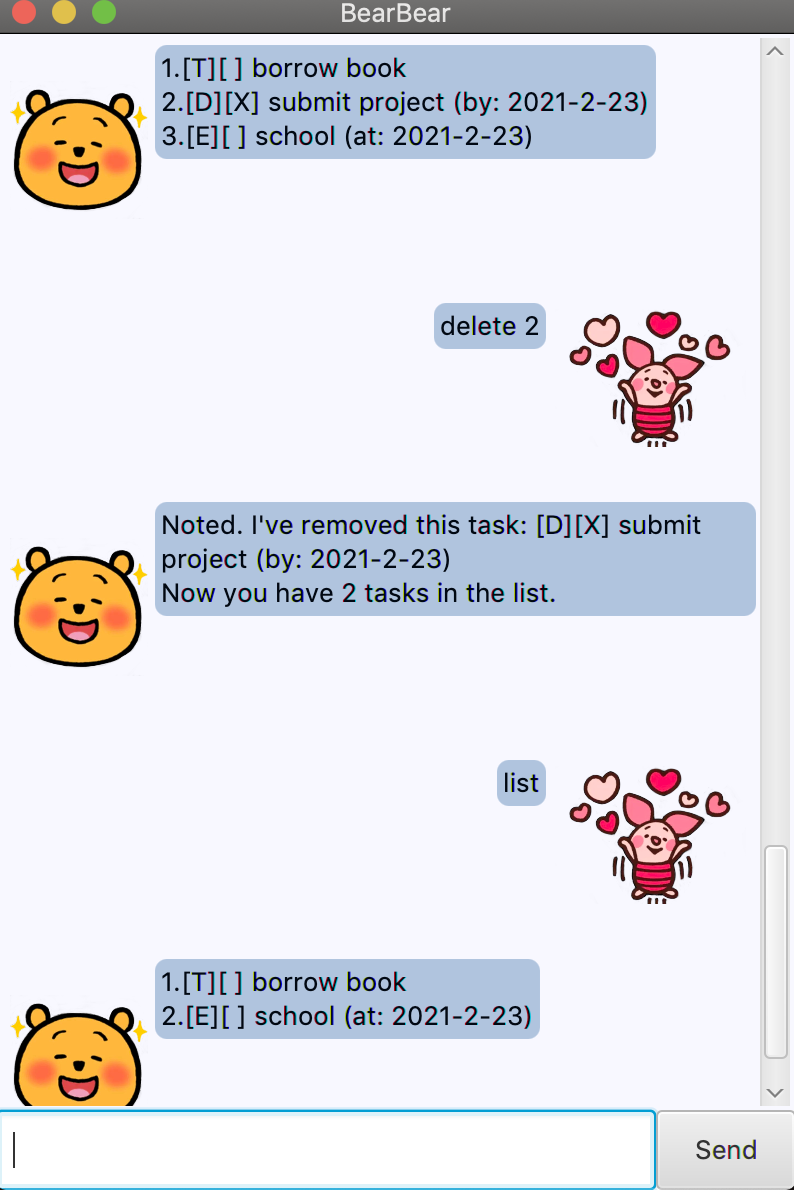 BearBear
1.[T][ ] borrow book
2.[D][X] submit project (by: 2021-2-23)
3.[E][ ] school (at: 2021-2-23)
delete 2
Noted. I've removed this task: [D][X] submit
project (by: 2021-2-23)
Now you have 2 tasks in the list.
list
1.[T][ ] borrow book
2.[E][ ] school (at: 2021-2-23)
Send